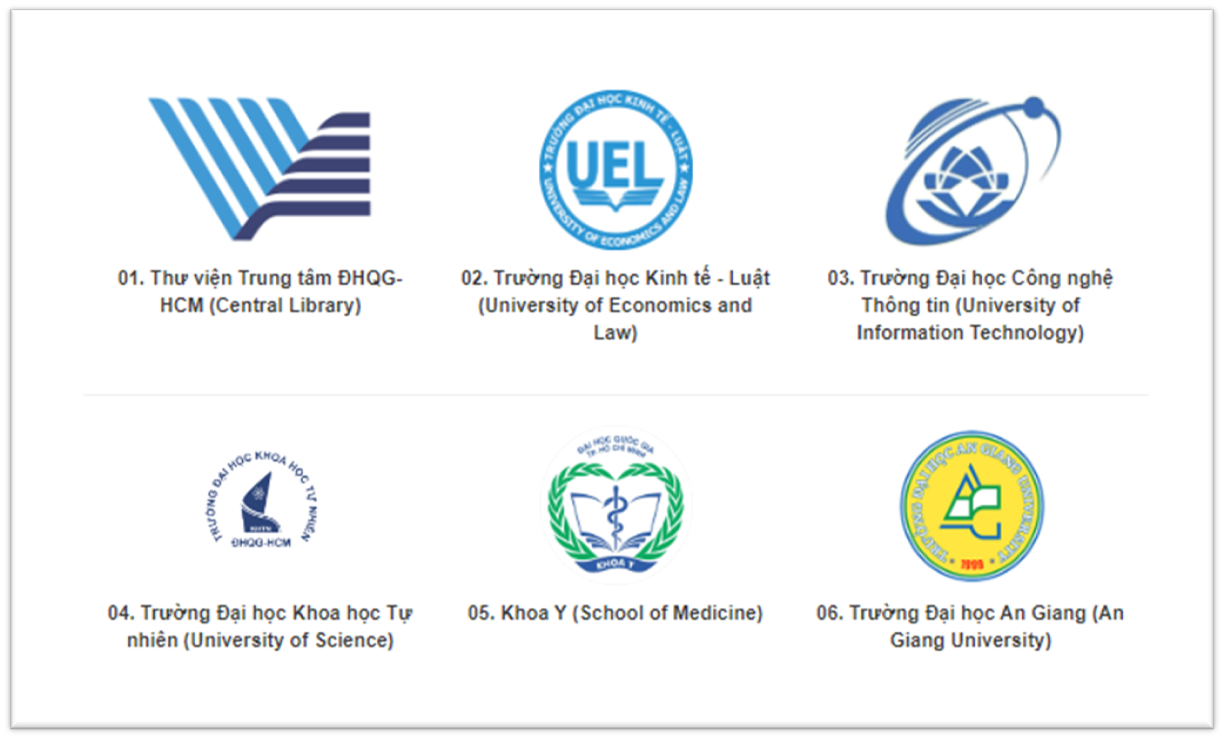 TRƯỜNG ĐẠI HỌC KINH TẾ - LUẬT
UEL
UNIVERSITY OF ECONOMICS AND LAW
01. Thư viện Trung tâm ĐHQG-
HCM (Central Library)
02. Trường Đại học Kinh tế - Luật
(University of Economics and
Law)
03. Trường Đại học Công nghệ
Thông tin (University of
Information Technology)
TRƯỜNG ĐẠI HỌC KHOA HỌC TỰ NHIÊN
KHTN
ĐHQG-HCM
ĐẠI HỌC QUỐC GIA
TP. HỒ CHÍ MINH
KHOA Y
TRƯỜNG ĐẠI HỌC AN GIANG UNIVERSITY
1999
04. Trường Đại học Khoa học Tự
nhiên (University of Science)
05. Khoa Y (School of Medicine)
06. Trường Đại học An Giang (An
Giang University)